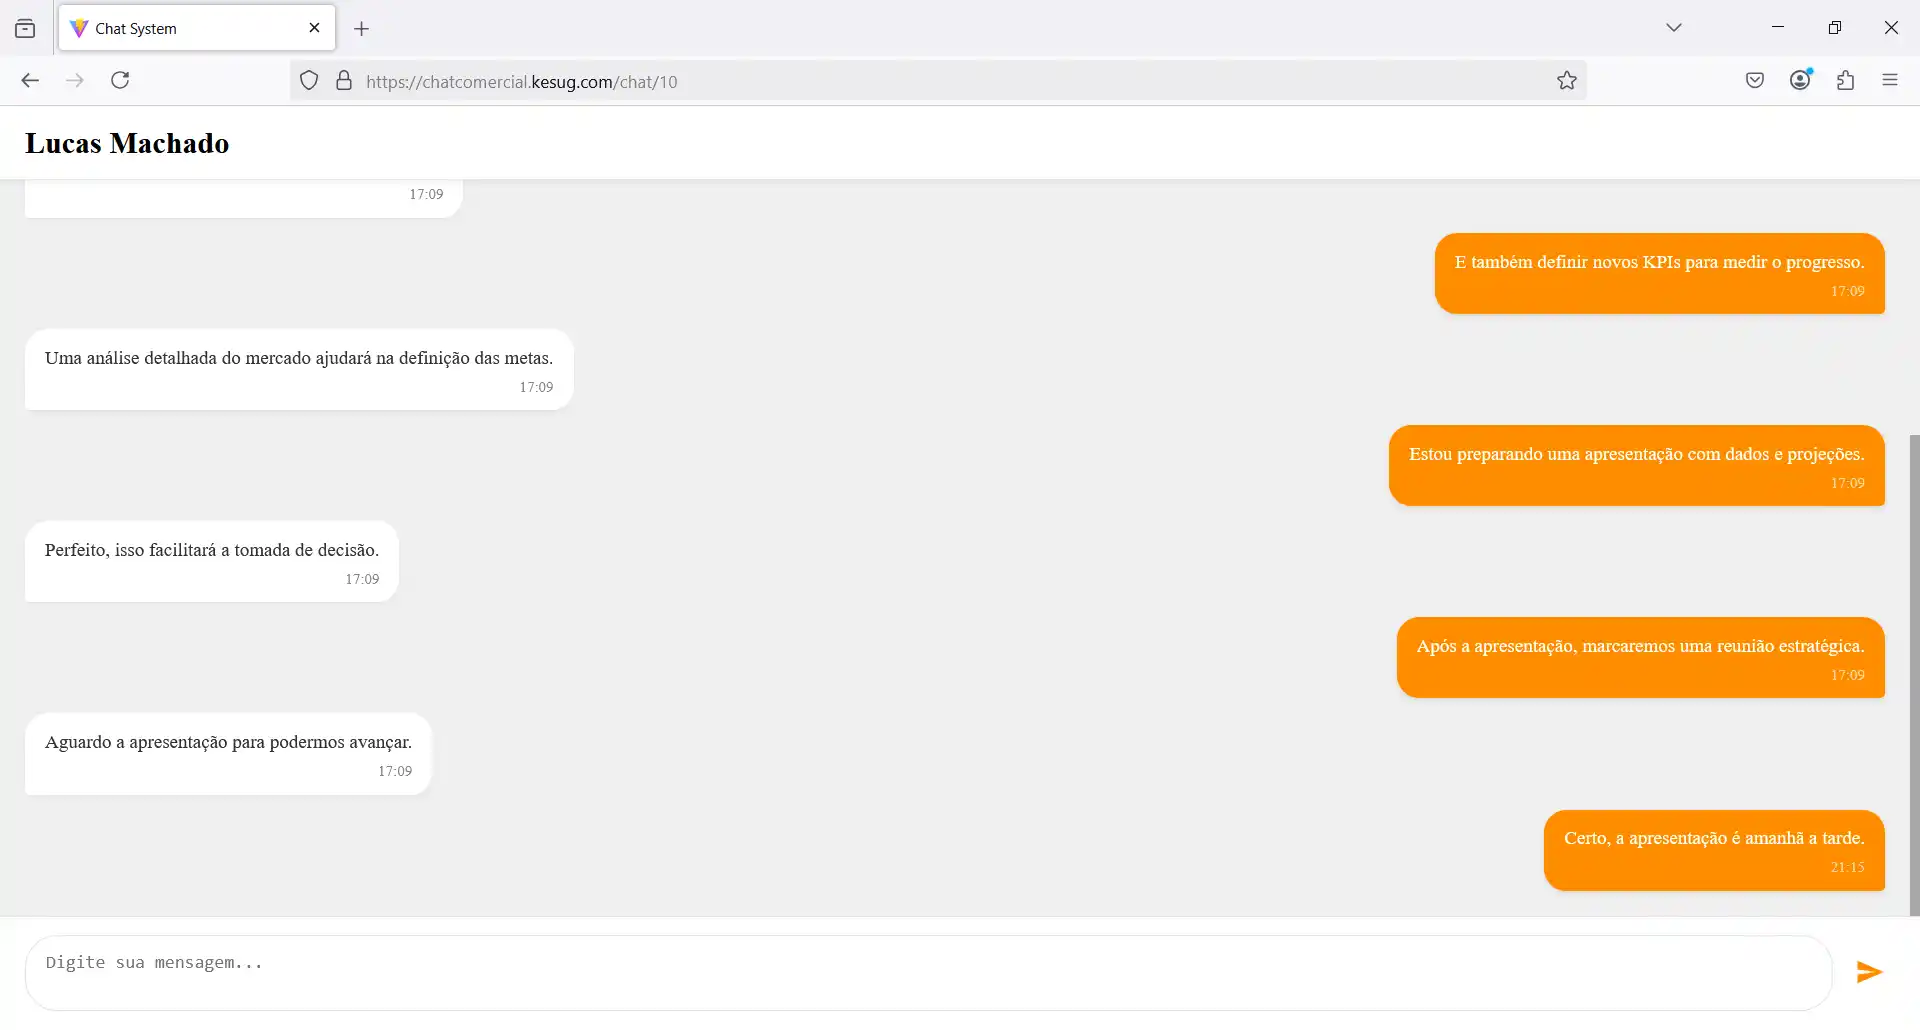 Chat System
https://chatcomercial.kesug.com/chat/10
Lucas Machado
17:09
E também definir novos KPIs para medir o progresso.
17:09
Uma análise detalhada do mercado ajudará na definição das metas.
17:09
Estou preparando uma apresentação com dados e projeções.
17:09
Perfeito, isso facilitará a tomada de decisão.
17:09
Após a apresentação, marcaremos uma reunião estratégica.
17:09
Aguardo a apresentação para podermos avançar.
17:09
Certo, a apresentação é amanhã a tarde.
21:15
Digite sua mensagem...